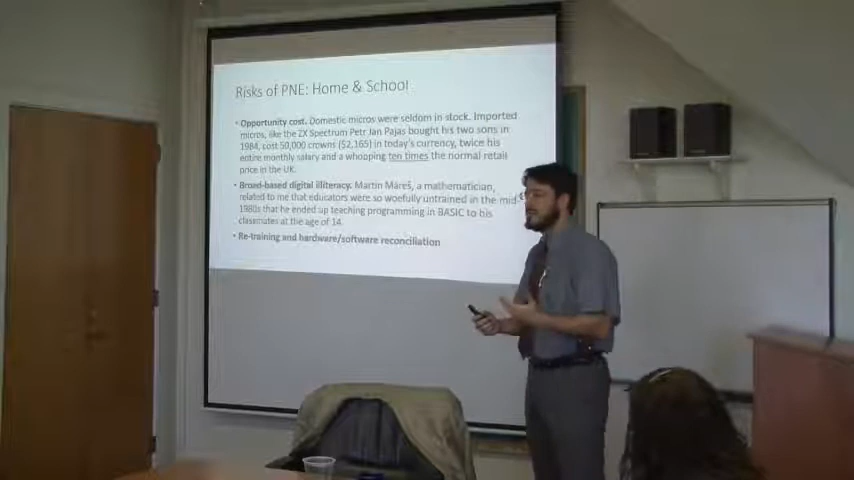 Risks of PNE: Home & School
• Opportunity cost. Domestic micros were seldom in stock. Imported
micros, like the ZX Spectrum Petr Jan Pajas bought his two sons in
1984, cost 50,000 crowns ($2,165) in today's currency, twice his
entire monthly salary and a whopping ten times the normal retail
price in the UK.
• Broad-based digital illiteracy. Martin Mareš, a mathematician,
related to me that educators were so woefully untrained in the mid
1980s that he ended up teaching programming in BASIC to his
classmates at the age of 14.
• Re-training and hardware/software reconciliation